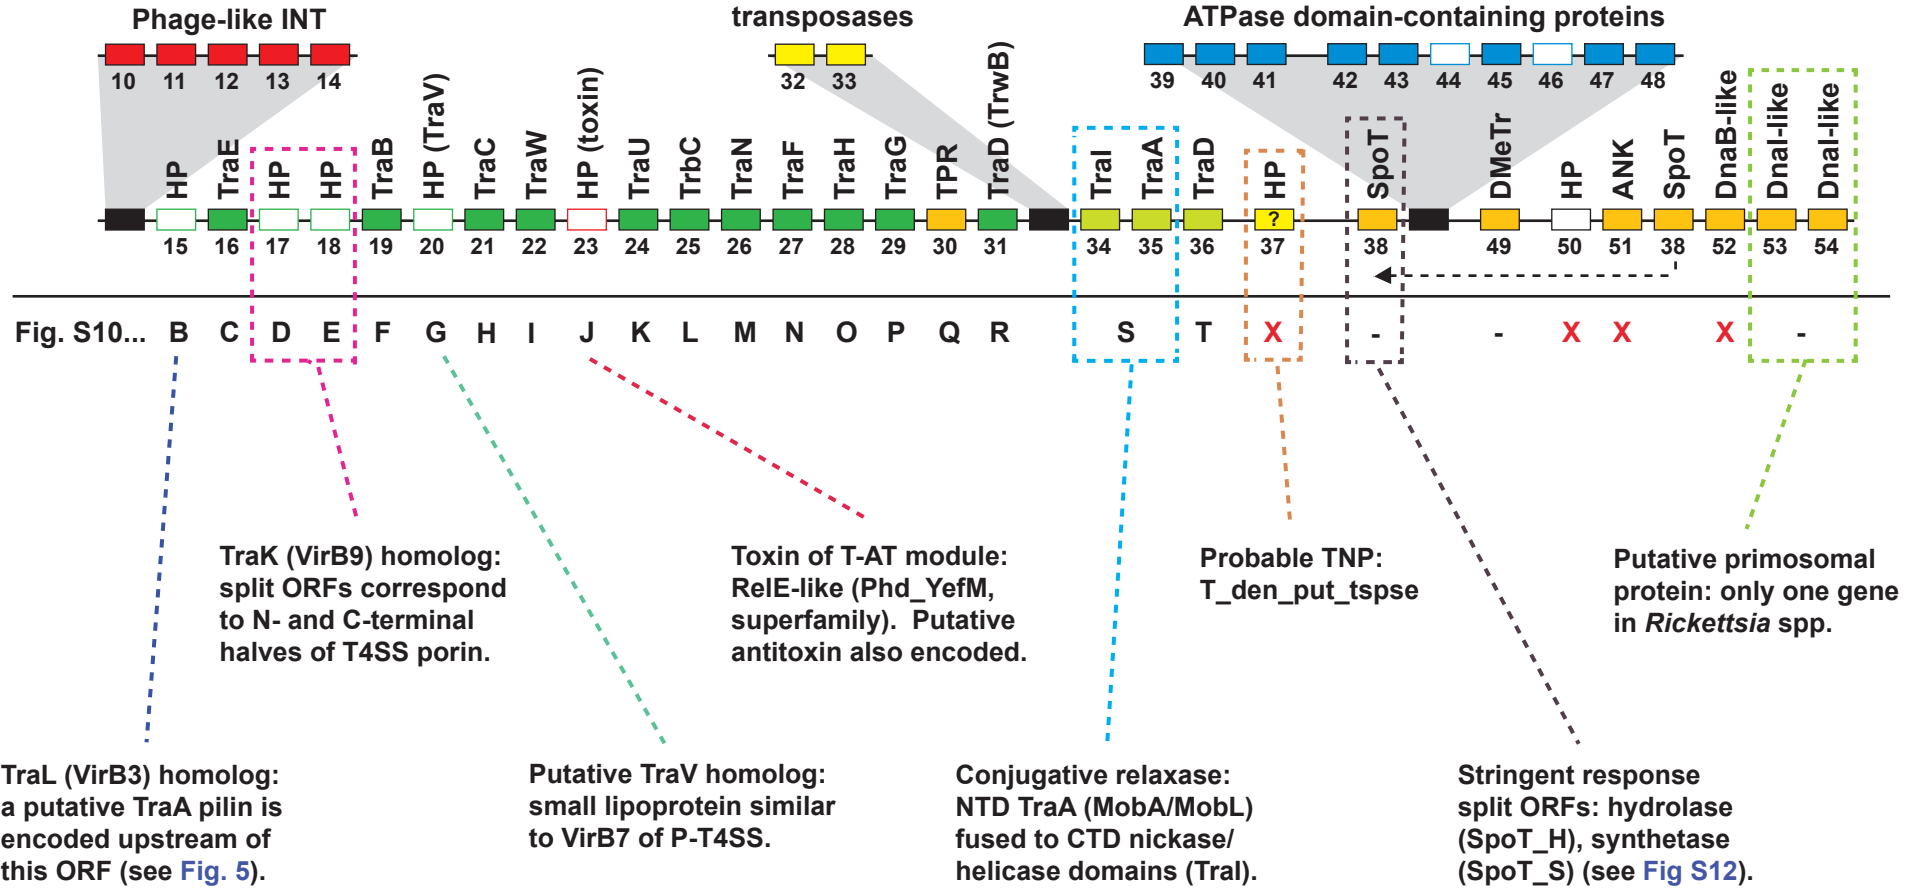 Phage-like INT
transposases
ATPase domain-containing proteins
10 11 12 13 14
32 33
39 40 41 42 43 44 45 46 47 48
HP TraE HP HP TraB HP (TraV) TraC TraW HP (toxin) TraU TrbC TraN TraF TraH TraG TPR TraD (TrwB) TraI TraA TraD HP SpoT DMeTr HP ANK SpoT DnaB-like DnaI-like DnaI-like
?
15 16 17 18 19 20 21 22 23 24 25 26 27 28 29 30 31 34 35 36 37 38 49 50 51 38 52 53 54
Fig. S10... B C D E F G H I J K L M N O P Q R S T X - - X X X -
TraK (VirB9) homolog:
split ORFs correspond
to N- and C-terminal
halves of T4SS porin.
Toxin of T-AT module:
RelE-like (Phd_YefM,
superfamily). Putative
antitoxin also encoded.
Probable TNP:
T_den_put_tspse
Putative primosomal
protein: only one gene
in Rickettsia spp.
TraL (VirB3) homolog:
a putative TraA pilin is
encoded upstream of
this ORF (see Fig. 5).
Putative TraV homolog:
small lipoprotein similar
to VirB7 of P-T4SS.
Conjugative relaxase:
NTD TraA (MobA/MobL)
fused to CTD nickase/
helicase domains (TraI).
Stringent response
split ORFs: hydrolase
(SpoT_H), synthetase
(SpoT_S) (see Fig S12).